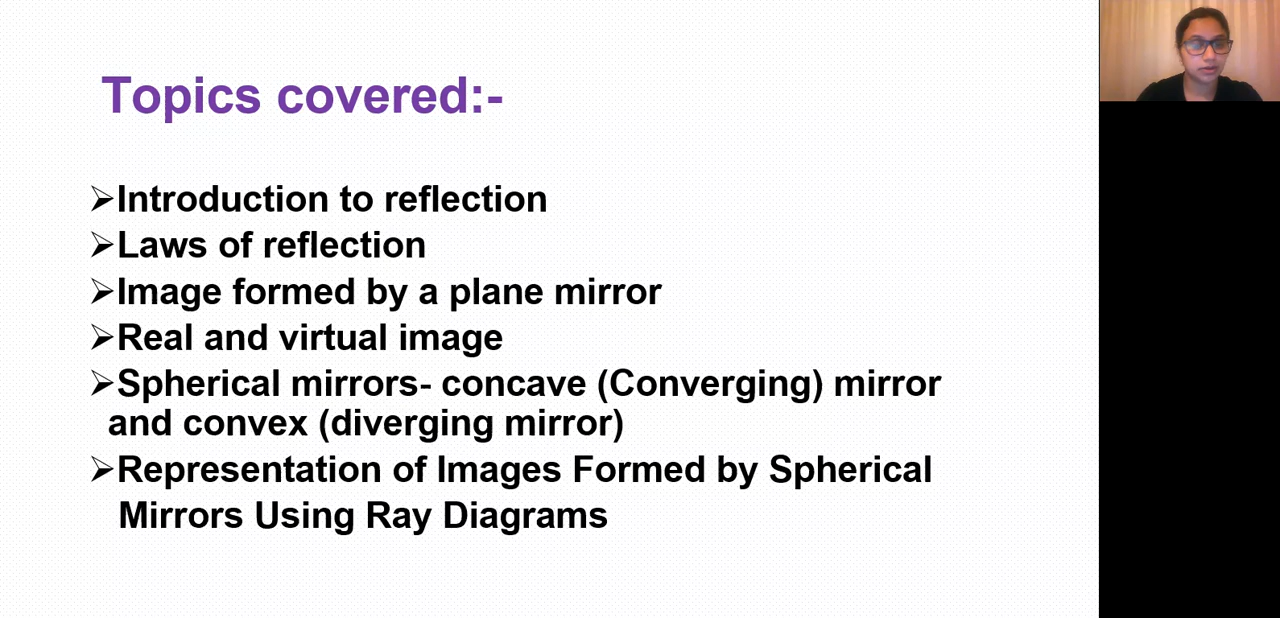 Topics covered:-
➢Introduction to reflection
➢Laws of reflection
➢Image formed by a plane mirror
➢Real and virtual image
➢Spherical mirrors- concave (Converging) mirror
and convex (diverging mirror)
➢Representation of Images Formed by Spherical
Mirrors Using Ray Diagrams